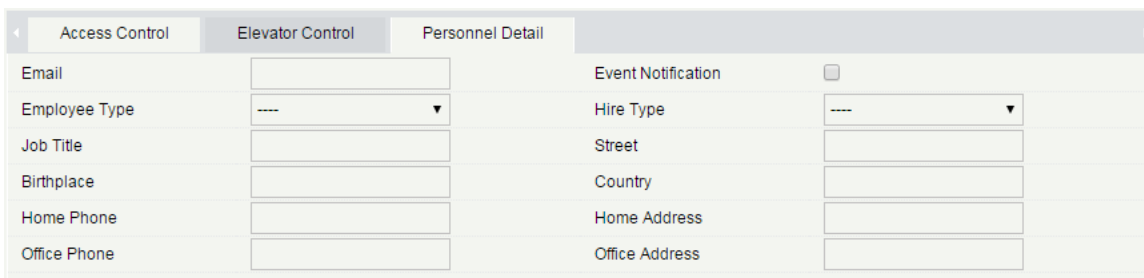 Access Control Elevator Control Personnel Detail
Email Event Notification
Employee Type ---- Hire Type ----
Job Title Street
Birthplace Country
Home Phone Home Address
Office Phone Office Address